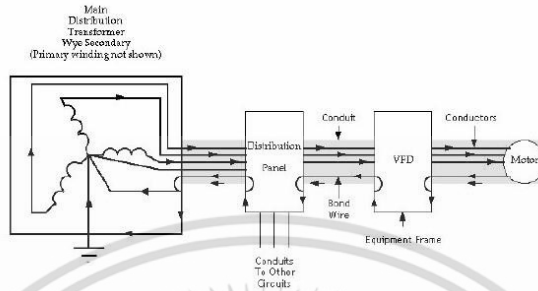 Main
Distribution
Transformer
Wye Secondary
(Primary winding not shown)
Conduit
Conductors
Distribution
Panel
VFD
Motor
Bond
Wire
Equipment Frame
Conduits
To Other
Circuits